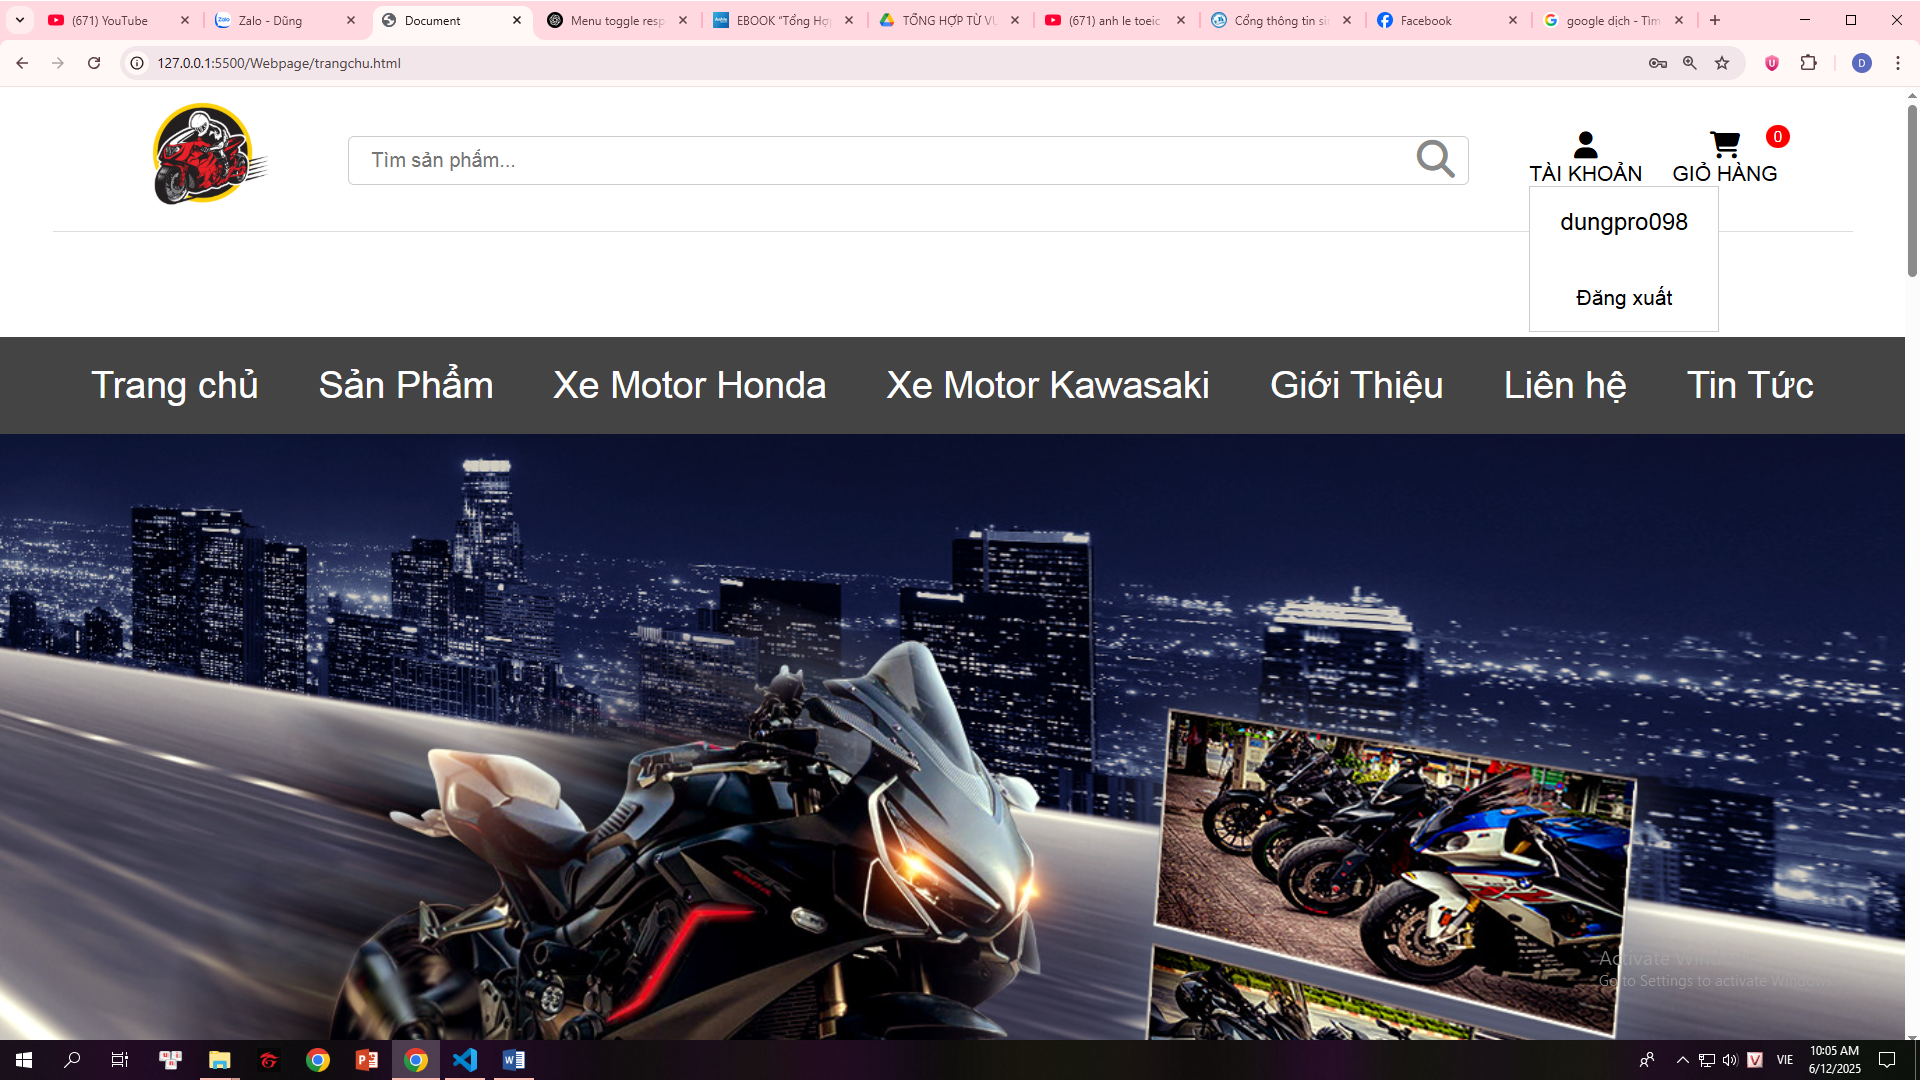 (671) YouTube
Zalo - Dũng
Document
Menu toggle resp
EBOOK "Tổng Hợ
TỔNG HỢP TỪ VỰ
(671) anh le toeic
Cổng thông tin si
Facebook
google dịch - Tìm
127.0.0.1:5500/Webpage/trangchu.html
D
Tìm sản phẩm...
0
TÀI KHOẢN
GIỎ HÀNG
dungpro098
Đăng xuất
Trang chủ
Sản Phẩm
Xe Motor Honda
Xe Motor Kawasaki
Giới Thiệu
Liên hệ
Tin Tức
Activate Windows
Go to Settings to activate Windows.
VIE
10:05 AM
6/12/2025